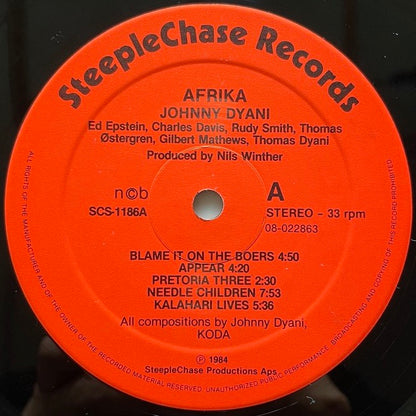 SteepleChase Records
AFRIKA
JOHNNY DYANI
Ed Epstein, Charles Davis, Rudy Smith, Thomas
Østergren, Gilbert Mathews, Thomas Dyani
Produced by Nils Winther
n©b
A
SCS-1186A
STEREO - 33 rpm
08-022863
BLAME IT ON THE BOERS 4:50
APPEAR 4:20
PRETORIA THREE 2:30
NEEDLE CHILDREN 7:53
KALAHARI LIVES 5:36
All compositions by Johnny Dyani,
KODA
℗ 1984
SteepleChase Productions Aps
ALL RIGHTS OF THE MANUFACTURER AND OF THE OWNER OF THE RECORDED MATERIAL RESERVED. UNAUTHORIZED PUBLIC PERFORMANCE, BROADCASTING AND COPYING OF THIS RECORD PROHIBITED.